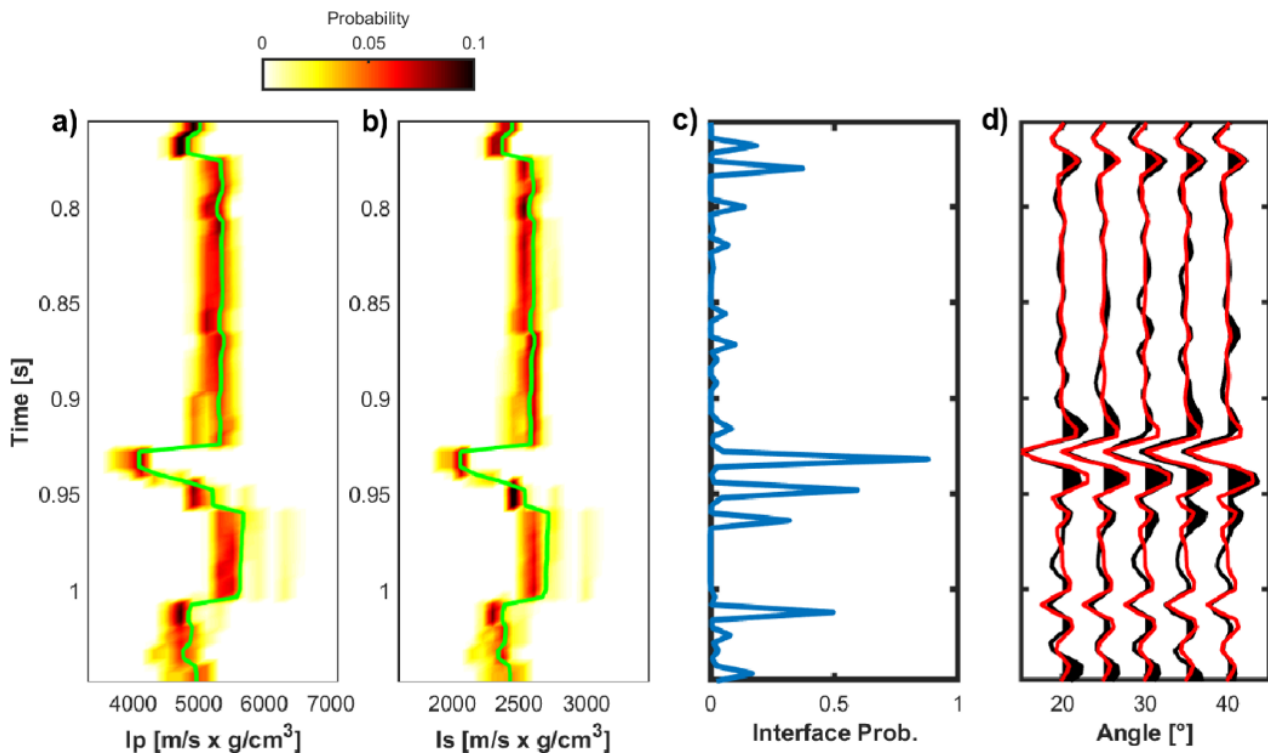 Probability
0 0.05 0.1
a) b) c) d)
0.8 0.8
0.85 0.85
0.9 0.9
0.95 0.95
1 1
Time [s]
4000 5000 6000 7000 2000 2500 3000 0 0.5 1 20 25 30 35 40
Ip [m/s x g/cm³] Is [m/s x g/cm³] Interface Prob. Angle [º]